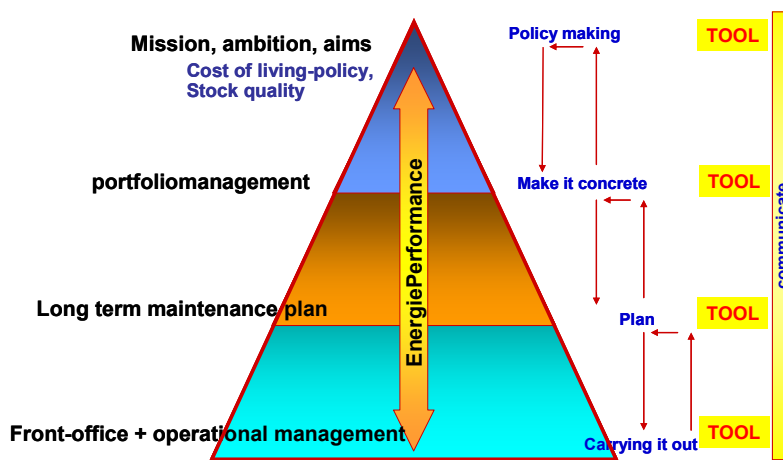 Mission, ambition, aims
Cost of living-policy,
Stock quality
Policy making
TOOL
portfoliomanagement
Make it concrete
TOOL
EnergiePerformance
communicate
Long term maintenance plan
Plan
TOOL
Front-office + operational management
Carrying it out
TOOL